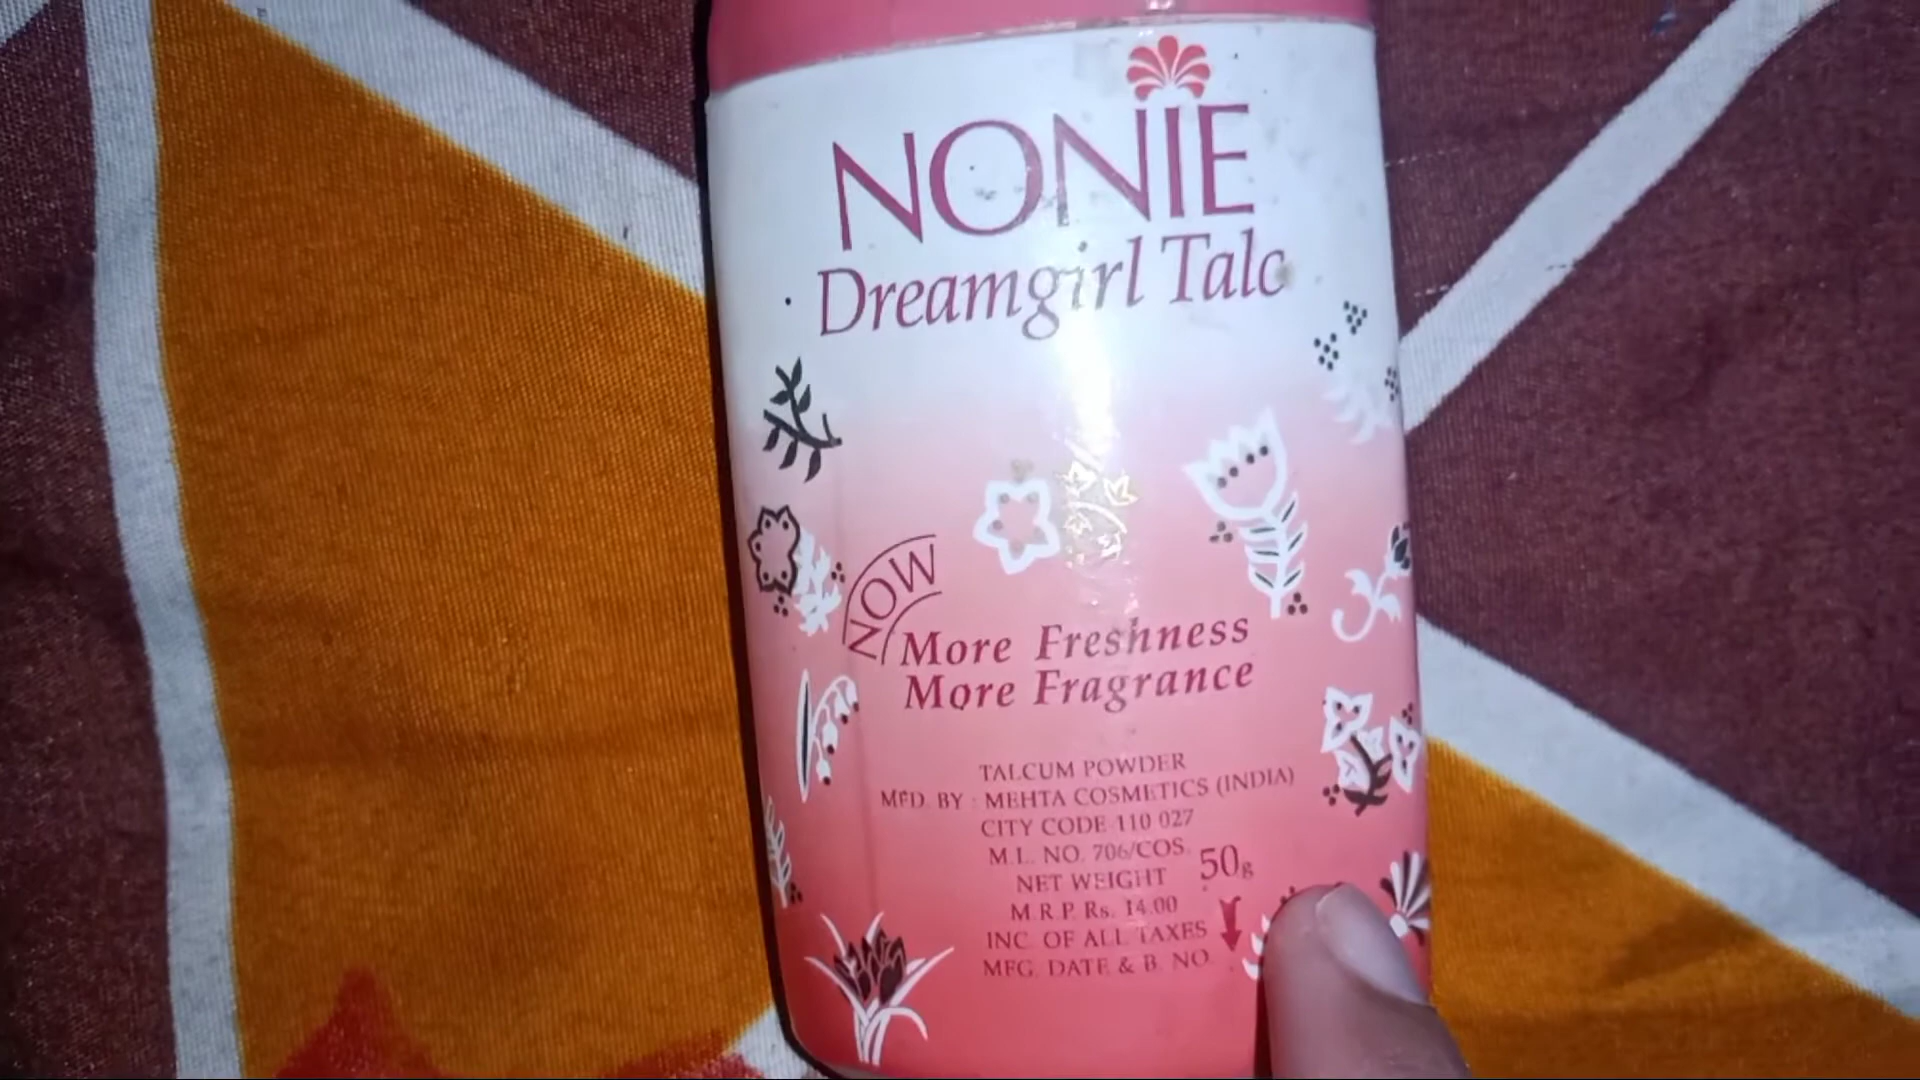 NONIE
Dreamgirl Talc
NOW
More Freshness
More Fragrance
TALCUM POWDER
MFD. BY : MEHTA COSMETICS (INDIA)
CITY CODE-110 027
M.L. NO. 706/COS.
NET WEIGHT 50g
M.R.P. Rs. 14.00
INC. OF ALL TAXES
MFG. DATE & B. NO.